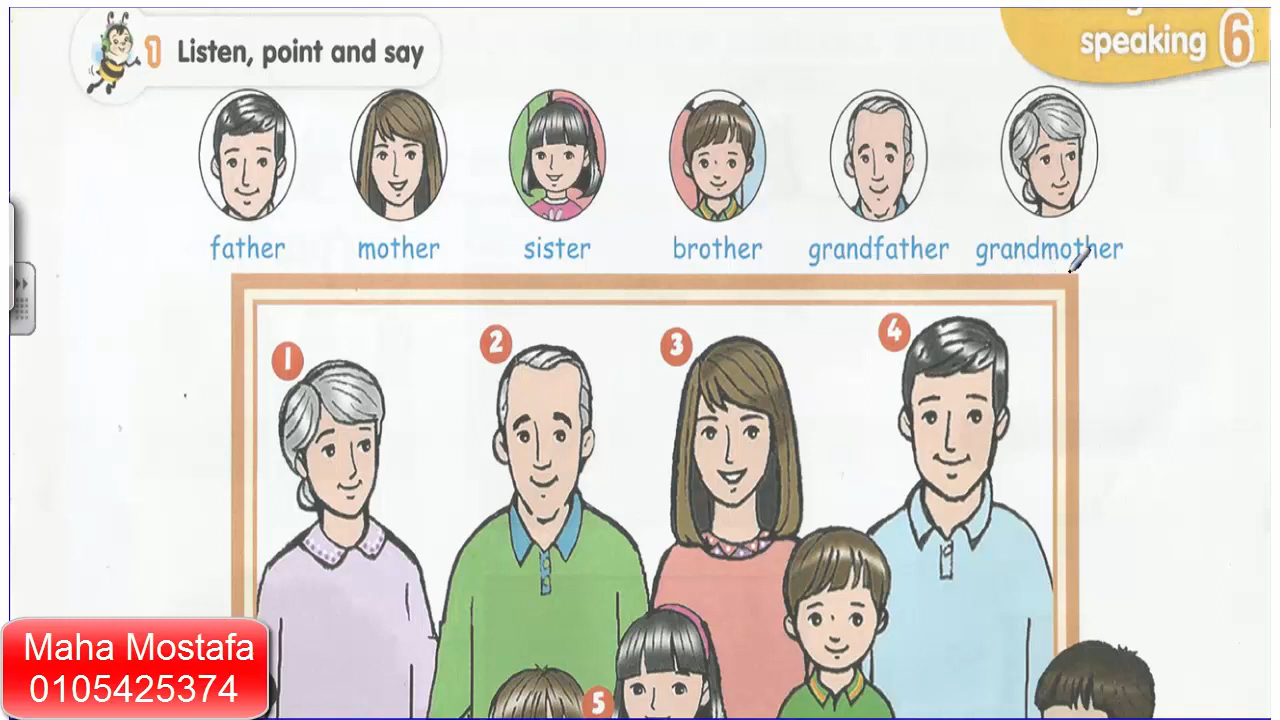 1 Listen, point and say
speaking 6
father mother sister brother grandfather grandmother
1 2 3 4
5
Maha Mostafa
0105425374